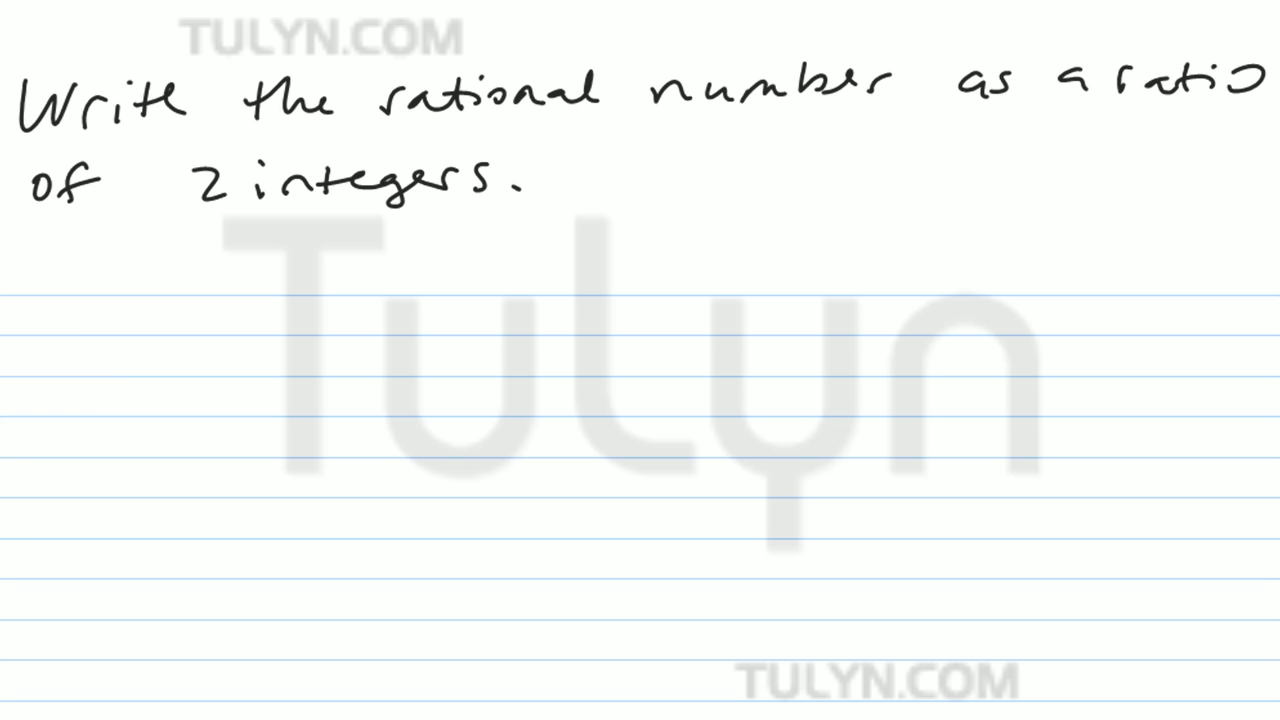 TULYN.COM
Write the rational number as a ratio
of 2 integers.
TuLyn
TULYN.COM